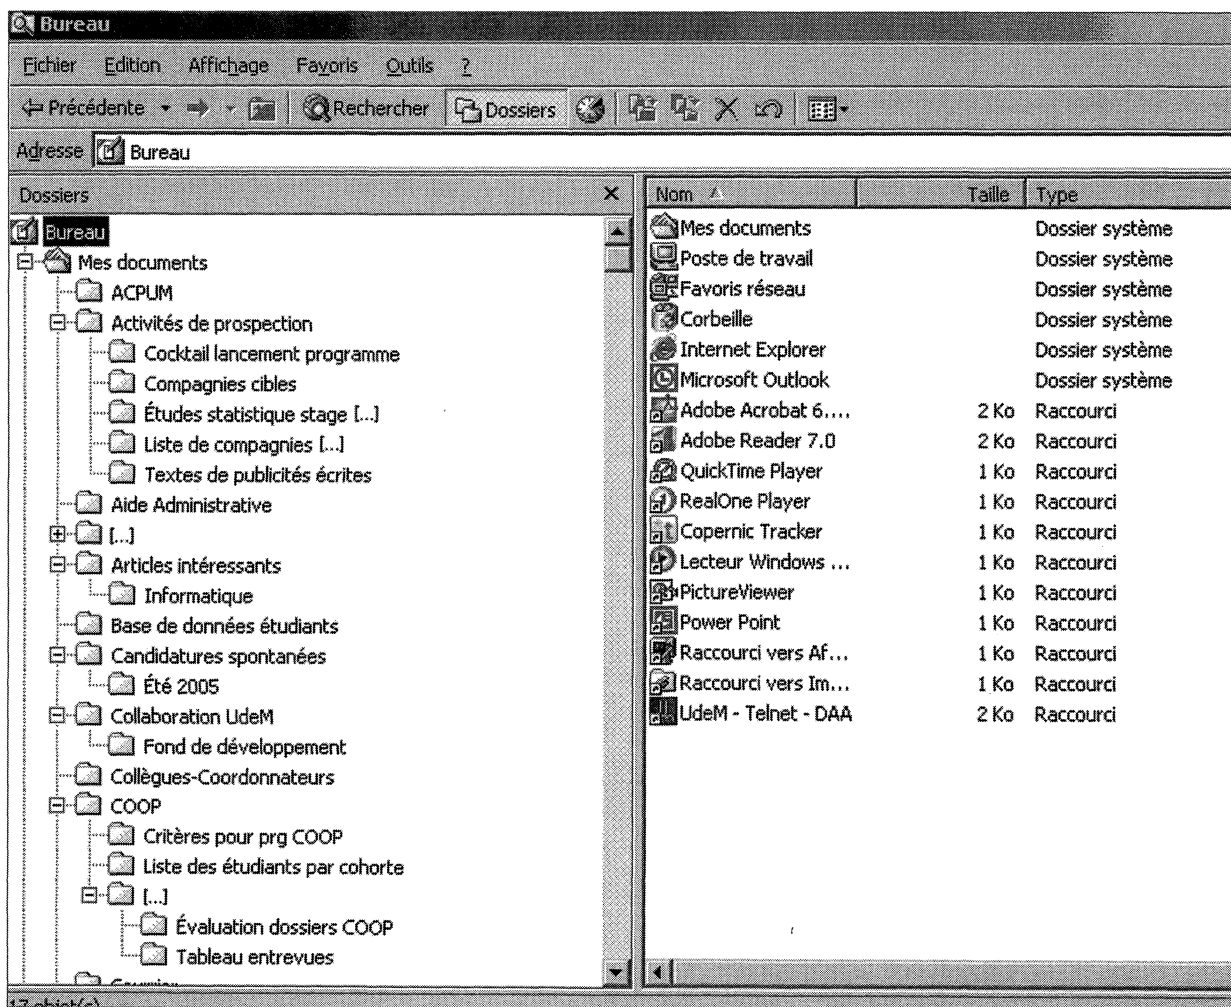 Bureau
Fichier Edition Affichage Favoris Outils ?
Précédente Rechercher Dossiers
Adresse Bureau
Dossiers
Bureau
Mes documents
ACPUM
Activités de prospection
Cocktail lancement programme
Compagnies cibles
Études statistique stage [...]
Liste de compagnies [...]
Textes de publicités écrites
Aide Administrative
[...]
Articles intéressants
Informatique
Base de données étudiants
Candidatures spontanées
Été 2005
Collaboration UdeM
Fond de développement
Collègues-Coordonnateurs
COOP
Critères pour prg COOP
Liste des étudiants par cohorte
[...]
Évaluation dossiers COOP
Tableau entrevues
Nom Taille Type
Mes documents Dossier système
Poste de travail Dossier système
Favoris réseau Dossier système
Corbeille Dossier système
Internet Explorer Dossier système
Microsoft Outlook Dossier système
Adobe Acrobat 6.... 2 Ko Raccourci
Adobe Reader 7.0 2 Ko Raccourci
QuickTime Player 1 Ko Raccourci
RealOne Player 1 Ko Raccourci
Copernic Tracker 1 Ko Raccourci
Lecteur Windows ... 1 Ko Raccourci
PictureViewer 1 Ko Raccourci
Power Point 1 Ko Raccourci
Raccourci vers Af... 1 Ko Raccourci
Raccourci vers Im... 1 Ko Raccourci
UdeM - Telnet - DAA 2 Ko Raccourci
17 objet(s)